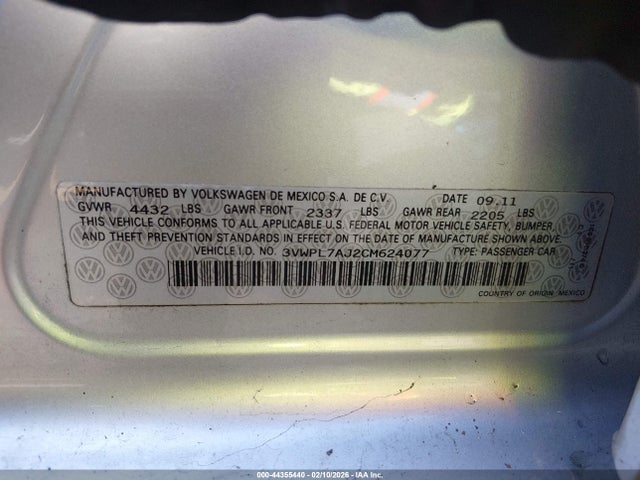 MANUFACTURED BY VOLKSWAGEN DE MEXICO S.A. DE C.V. DATE 09.11
GVWR 4432 LBS GAWR FRONT 2337 LBS GAWR REAR 2205 LBS
THIS VEHICLE CONFORMS TO ALL APPLICABLE U.S. FEDERAL MOTOR VEHICLE SAFETY, BUMPER,
AND THEFT PREVENTION STANDARDS IN EFFECT ON THE DATE OF MANUFACTURE SHOWN ABOVE.
VEHICLE I.D. NO. 3VWPL7AJ2CM624077 TYPE: PASSENGER CAR
COUNTRY OF ORIGIN: MEXICO
000-44355440 - 02/10/2026 - IAA Inc.